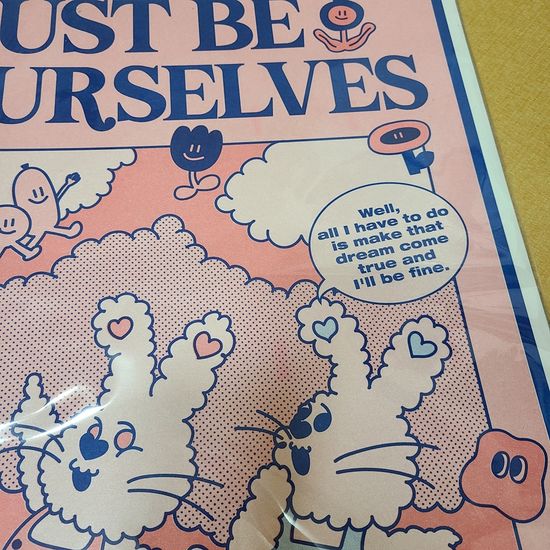 UST BE
URSELVES
Well,
all I have to do
is make that
dream come
true and
I'll be fine.